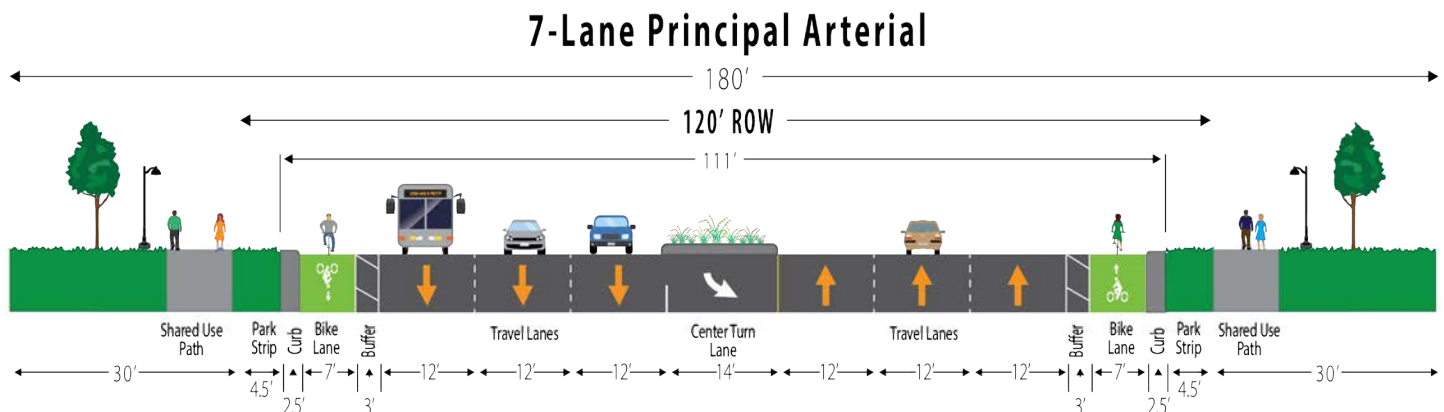 7-Lane Principal Arterial
180'
120' ROW
111'
Shared Use
Path
Park
Strip
Curb
Bike
Lane
Buffer
Travel Lanes
Center Turn
Lane
Travel Lanes
Buffer
Bike
Lane
Curb
Park
Strip
Shared Use
Path
30'
4.5'
2.5'
7'
3'
12'
12'
12'
14'
12'
12'
12'
3'
7'
2.5'
4.5'
30'